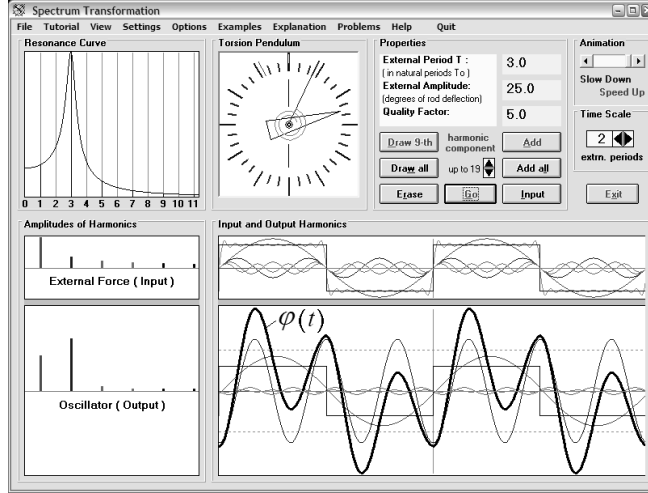 Spectrum Transformation
File Tutorial View Settings Options Examples Explanation Problems Help Quit
Resonance Curve
0 1 2 3 4 5 6 7 8 9 10 11
Torsion Pendulum
Properties
External Period T : 3.0
( in natural periods To )
External Amplitude: 25.0
(degrees of rod deflection)
Quality Factor: 5.0
Draw 9-th harmonic component Add
Draw all up to 19 Add all
Erase Go Input
Animation
Slow Down
Speed Up
Time Scale
2
extrn. periods
Exit
Amplitudes of Harmonics
External Force ( Input )
Oscillator ( Output )
Input and Output Harmonics
φ(t)